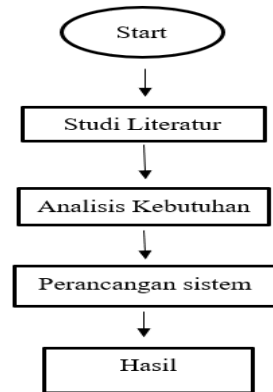 Start
Studi Literatur
Analisis Kebutuhan
Perancangan sistem
Hasil